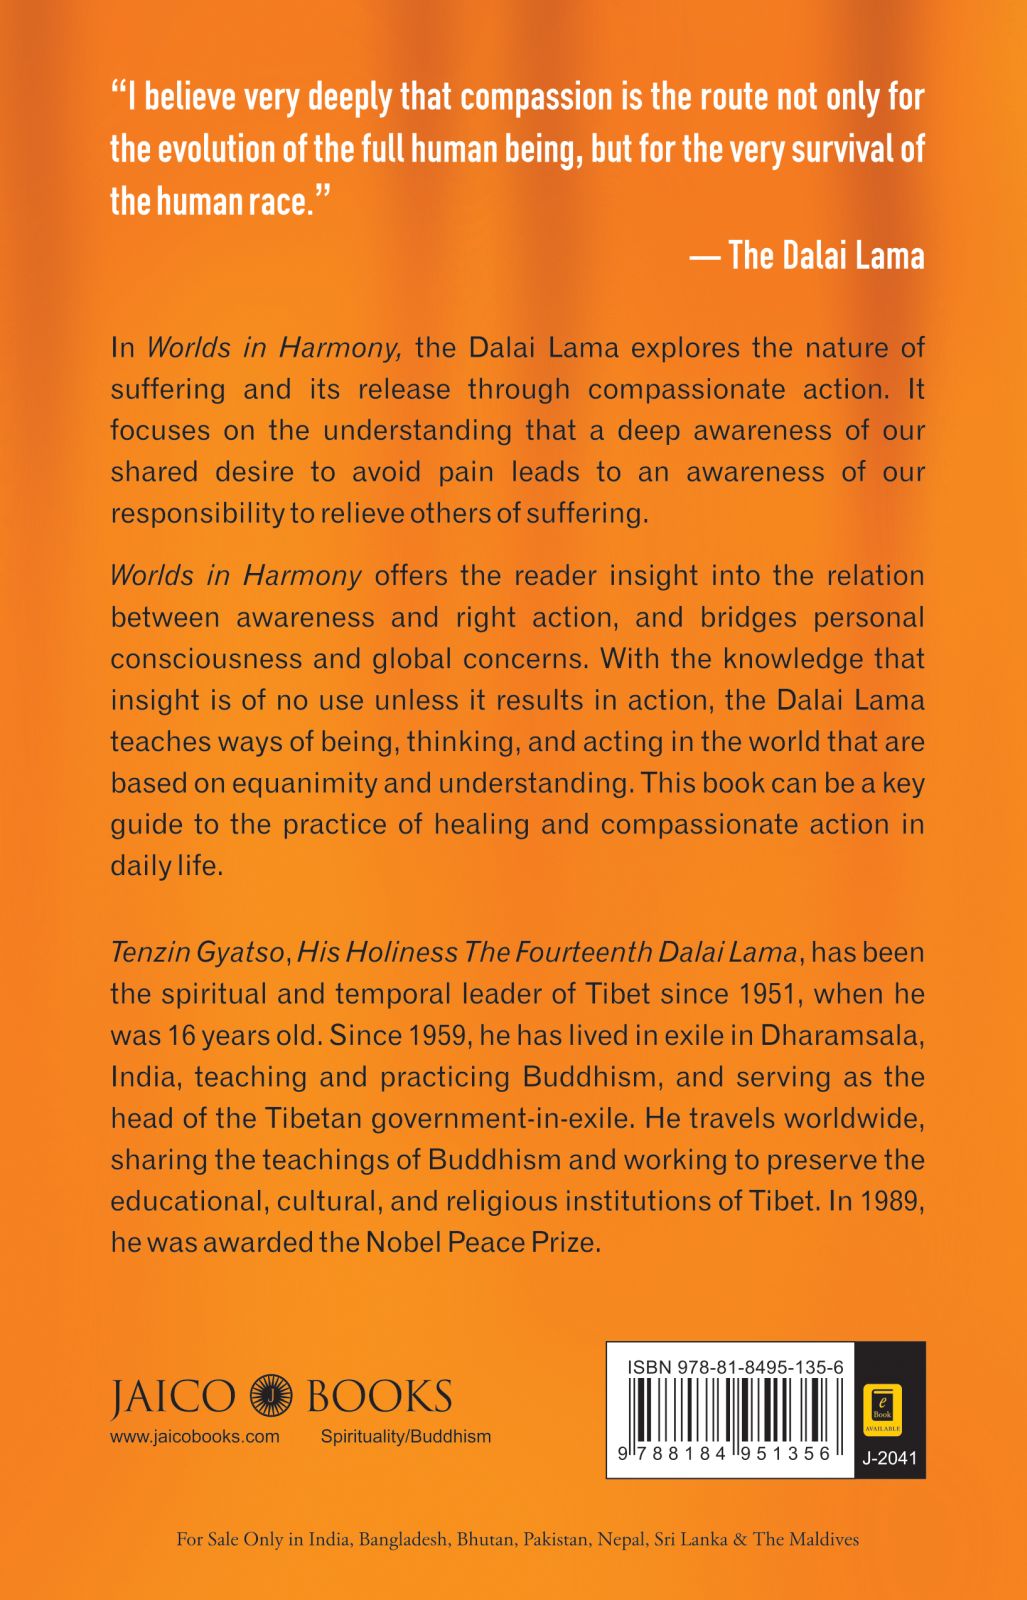 “I believe very deeply that compassion is the route not only for
the evolution of the full human being, but for the very survival of
the human race.”
— The Dalai Lama
In Worlds in Harmony, the Dalai Lama explores the nature of
suffering and its release through compassionate action. It
focuses on the understanding that a deep awareness of our
shared desire to avoid pain leads to an awareness of our
responsibility to relieve others of suffering.
Worlds in Harmony offers the reader insight into the relation
between awareness and right action, and bridges personal
consciousness and global concerns. With the knowledge that
insight is of no use unless it results in action, the Dalai Lama
teaches ways of being, thinking, and acting in the world that are
based on equanimity and understanding. This book can be a key
guide to the practice of healing and compassionate action in
daily life.
Tenzin Gyatso, His Holiness The Fourteenth Dalai Lama, has been
the spiritual and temporal leader of Tibet since 1951, when he
was 16 years old. Since 1959, he has lived in exile in Dharamsala,
India, teaching and practicing Buddhism, and serving as the
head of the Tibetan government-in-exile. He travels worldwide,
sharing the teachings of Buddhism and working to preserve the
educational, cultural, and religious institutions of Tibet. In 1989,
he was awarded the Nobel Peace Prize.
JAICO J BOOKS
www.jaicobooks.com Spirituality/Buddhism
ISBN 978-81-8495-135-6
9 788184 951356
e
Book
AVAILABLE
J-2041
For Sale Only in India, Bangladesh, Bhutan, Pakistan, Nepal, Sri Lanka & The Maldives